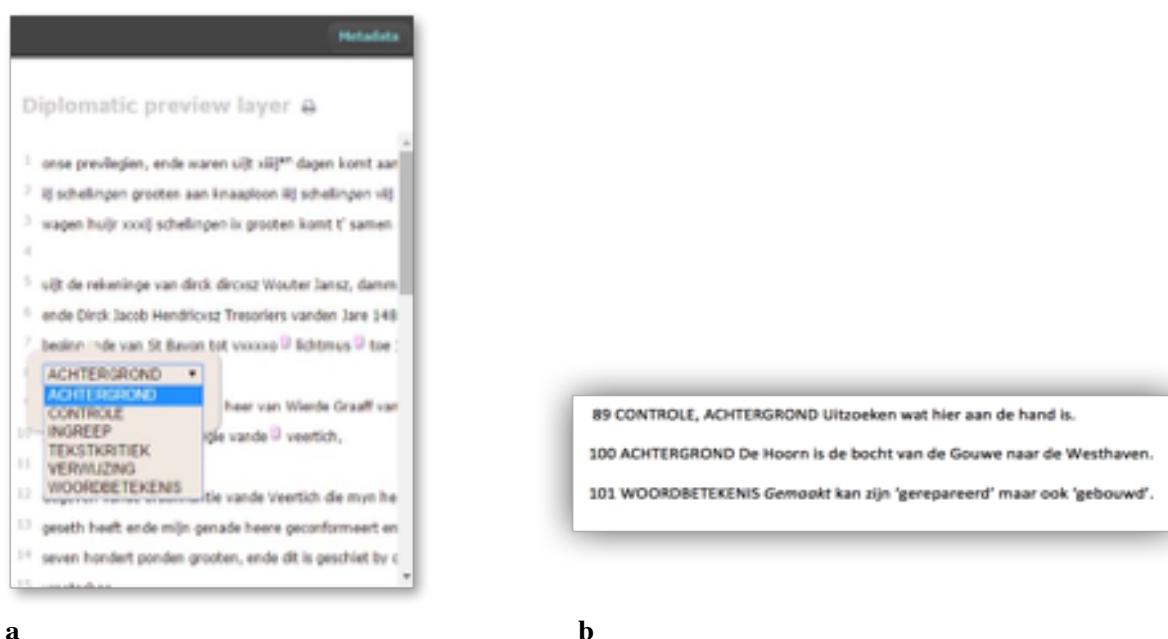 Metadata
Diplomatic preview layer
1 onse previlegien, ende waren uijt dagen komt aan
2 schellingen grooten aan knaaploon iiij schellingen
3 wagen huijr schellingen ix grooten komt t' samen
4
5 uijt de rekeninge van dirck dircxsz Wouter Jansz, damm
6 ende Dirck Jacob Hendricxsz Tresoriers vanden Jare 148
7 van St Bavon tot lichtmus toe
ACHTERGROND
ACHTERGROND
CONTROLE
INGREEP
TEKSTKRITIEK
VERWIJZING
WOORDBETEKENIS
heer van Wierde Graaff van
10 vande veertich,
11
12 vande Veertich die myn he
13 geseth heeft ende mijn genade heere geconformeert en
14 seven hondert ponden grooten, ende dit is geschiet by
15
89 CONTROLE, ACHTERGROND Uitzoeken wat hier aan de hand is.
100 ACHTERGROND De Hoorn is de bocht van de Gouwe naar de Westhaven.
101 WOORDBETEKENIS Gemaakt kan zijn 'gerepareerd' maar ook 'gebouwd'.
a
b